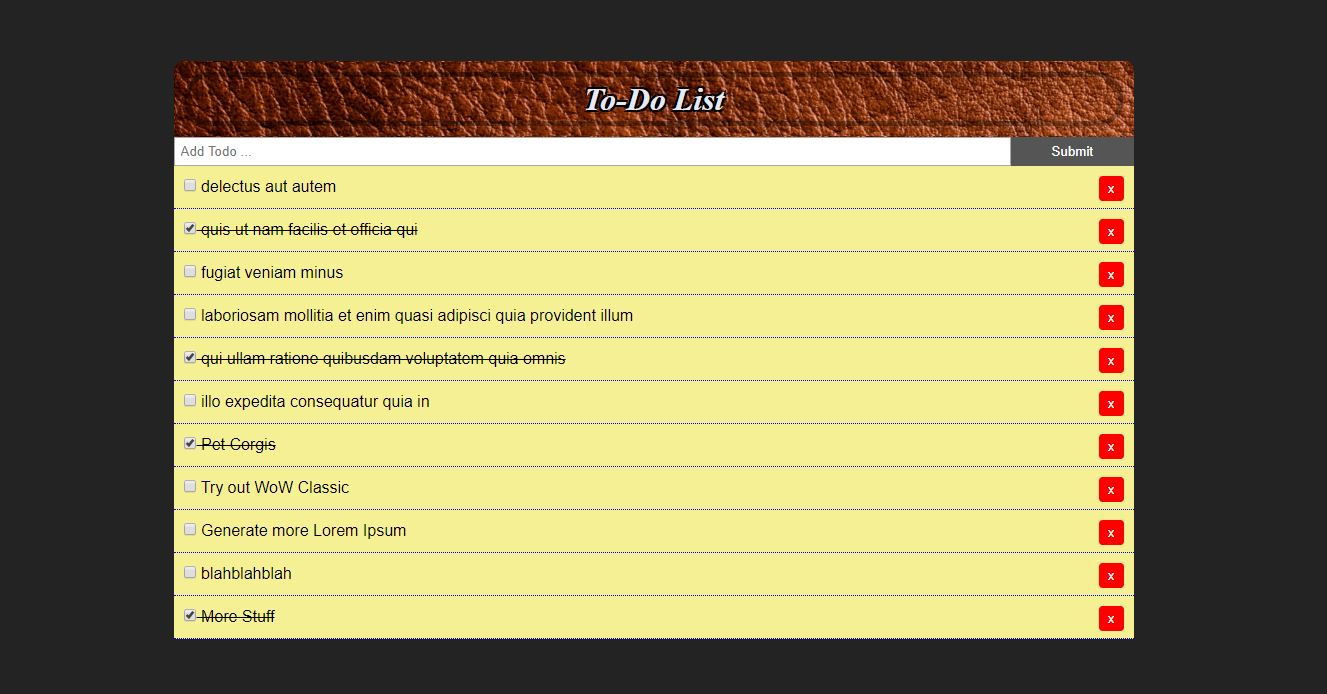 To-Do List
Add Todo ...
Submit
delectus aut autem
x
quis ut nam facilis et officia qui
x
fugiat veniam minus
x
laboriosam mollitia et enim quasi adipisci quia provident illum
x
qui ullam ratione quibusdam voluptatem quia omnis
x
illo expedita consequatur quia in
x
Pet Corgis
x
Try out WoW Classic
x
Generate more Lorem Ipsum
x
blahblahblah
x
More Stuff
x